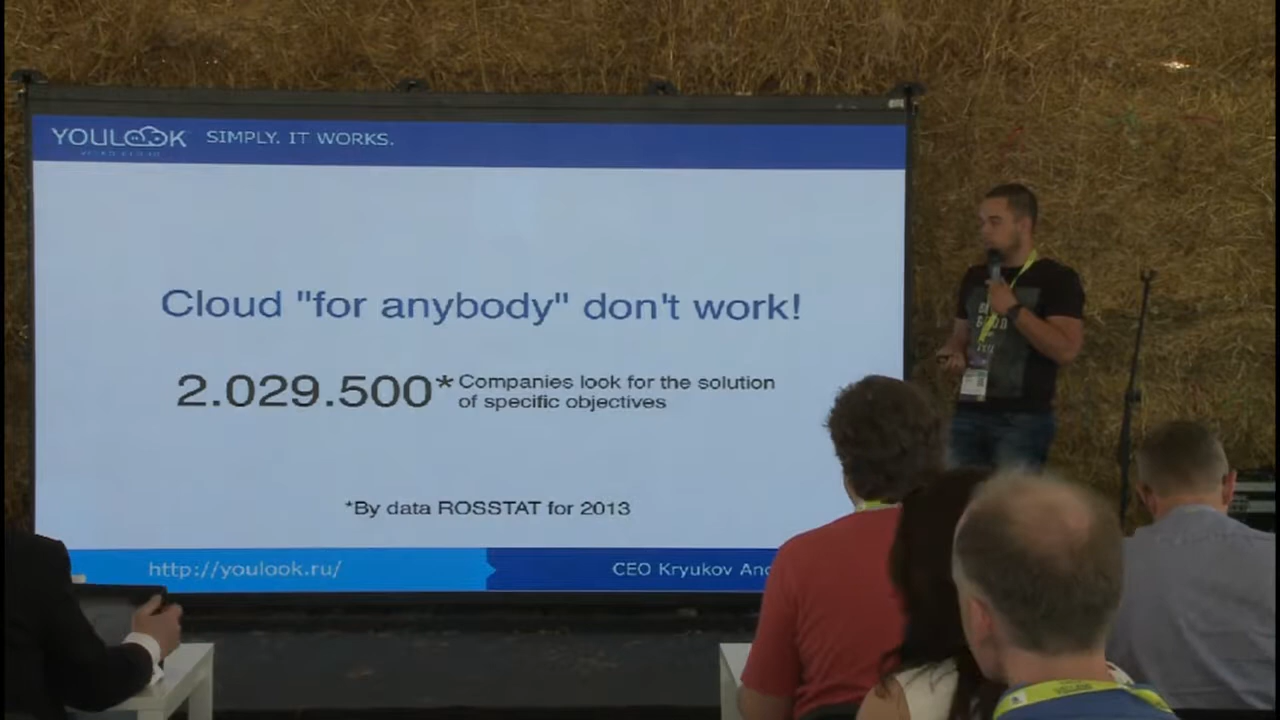 YOULOOK SIMPLY. IT WORKS.
Cloud "for anybody" don't work!
2.029.500* Companies look for the solution
of specific objectives
*By data ROSSTAT for 2013
http://youlook.ru/
CEO Kryukov